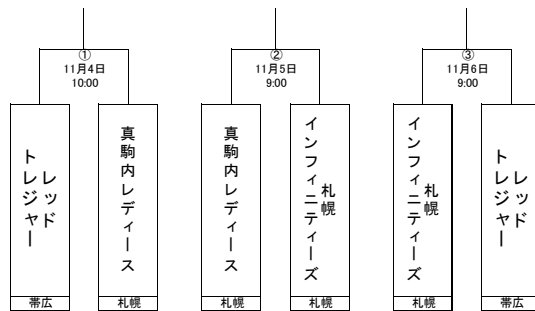 ①
11月4日
10:00
レッド
トレジャー
帯広
真駒内レディース
札幌
②
11月5日
9:00
真駒内レディース
札幌
札幌
インフィニティーズ
札幌
③
11月6日
9:00
札幌
インフィニティーズ
札幌
レッド
トレジャー
帯広